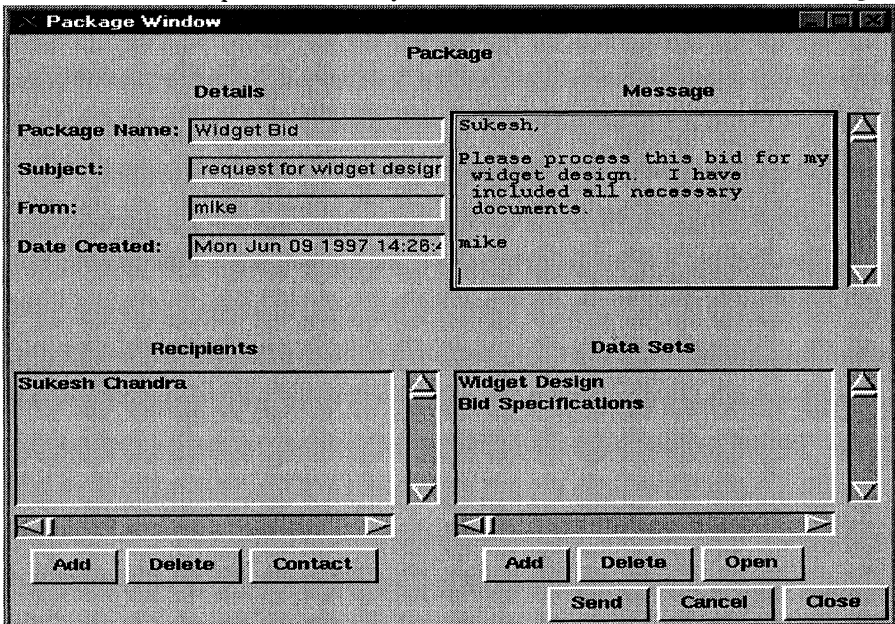 Package Window
Package
Details
Package Name: Widget Bid
Subject: request for widget design
From: mike
Date Created: Mon Jun 09 1997 14:26:
Message
Sukesh,
Please process this bid for my
widget design. I have
included all necessary
documents.
mike
Recipients
Sukesh Chandra
Add Delete Contact
Data Sets
Widget Design
Bid Specifications
Add Delete Open
Send Cancel Close